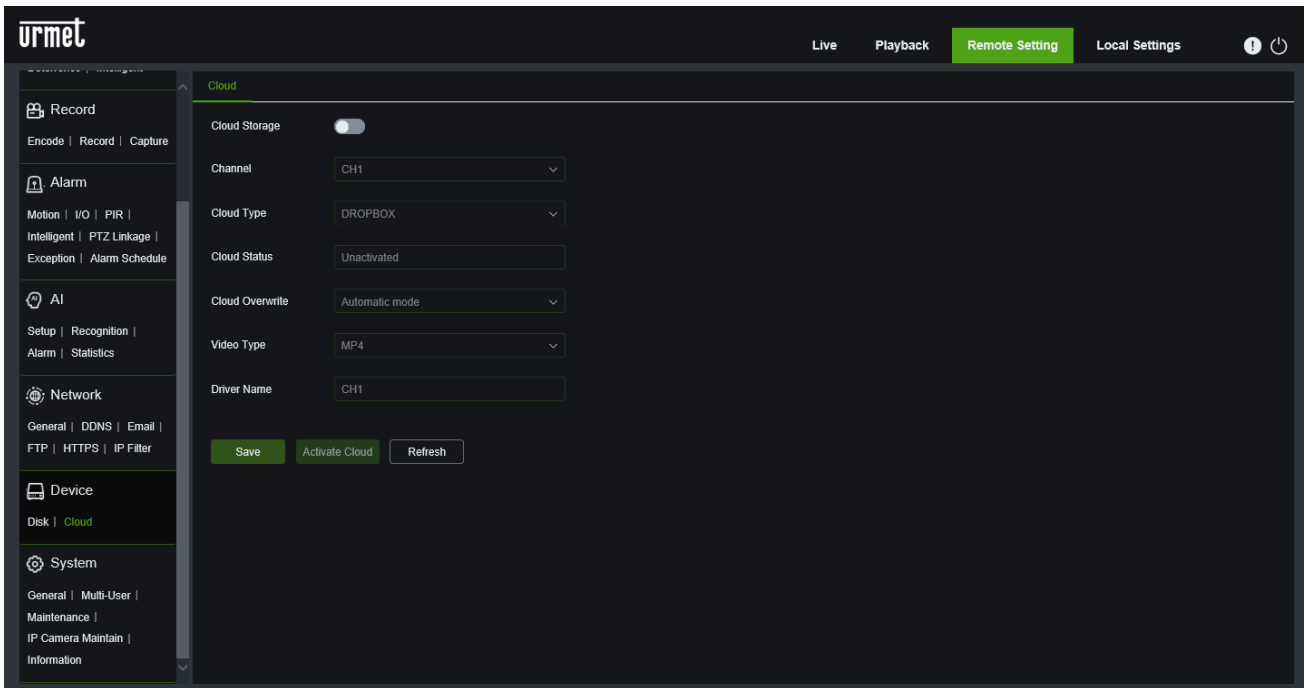 urmet
Live Playback Remote Setting Local Settings
Deterrence | Intelligent
Record
Encode | Record | Capture
Alarm
Motion | I/O | PIR |
Intelligent | PTZ Linkage |
Exception | Alarm Schedule
AI
Setup | Recognition |
Alarm | Statistics
Network
General | DDNS | Email |
FTP | HTTPS | IP Filter
Device
Disk | Cloud
System
General | Multi-User |
Maintenance |
IP Camera Maintain |
Information
Cloud
Cloud Storage
Channel CH1
Cloud Type DROPBOX
Cloud Status Unactivated
Cloud Overwrite Automatic mode
Video Type MP4
Driver Name CH1
Save Activate Cloud Refresh